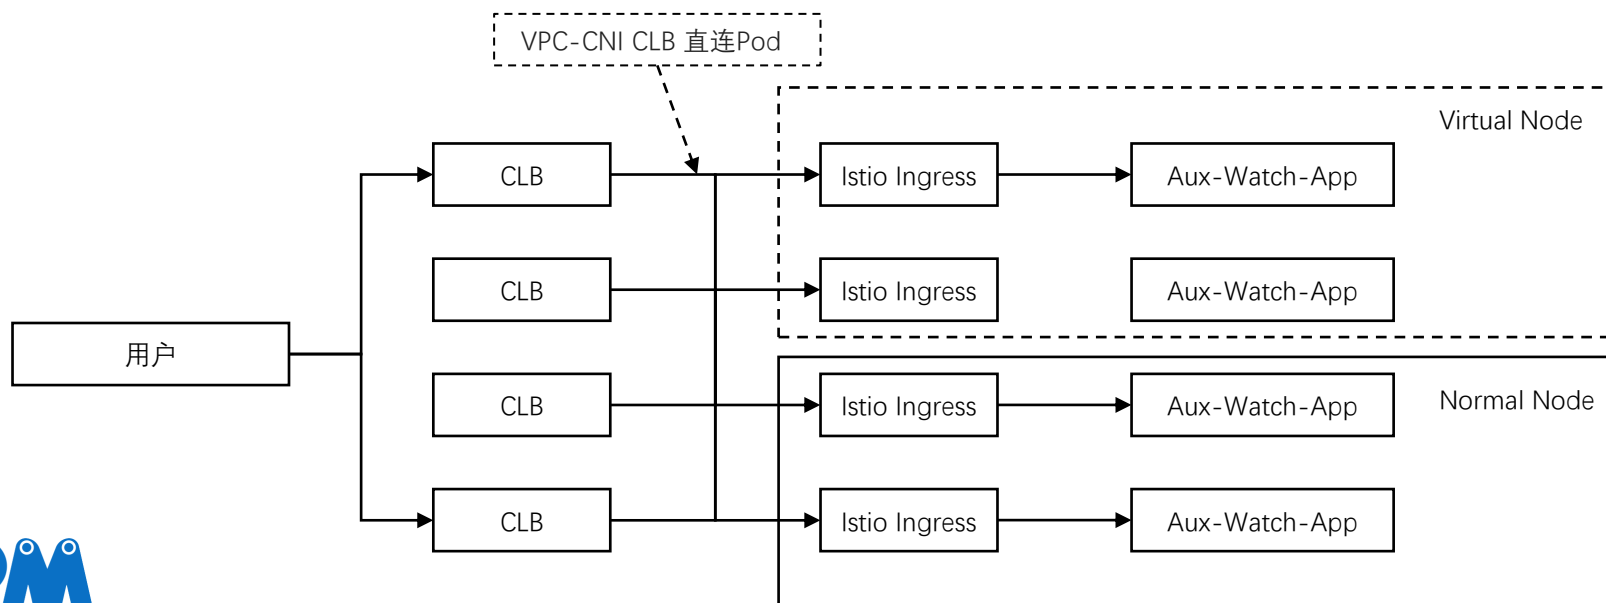 VPC-CNI CLB 直连Pod
Virtual Node
CLB
Istio Ingress
Aux-Watch-App
CLB
Istio Ingress
Aux-Watch-App
用户
CLB
Istio Ingress
Aux-Watch-App
Normal Node
CLB
Istio Ingress
Aux-Watch-App